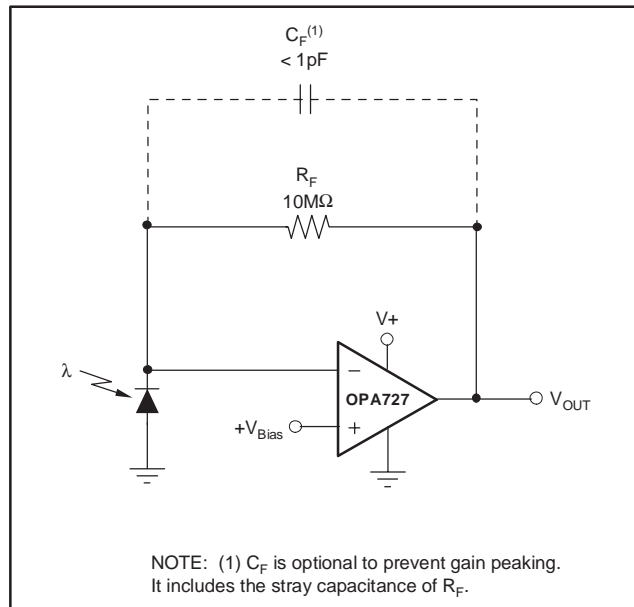 C_F^(1)
< 1pF
R_F
10MΩ
V+
λ
−
OPA727
V_OUT
+V_Bias
+
NOTE: (1) C_F is optional to prevent gain peaking.
It includes the stray capacitance of R_F.